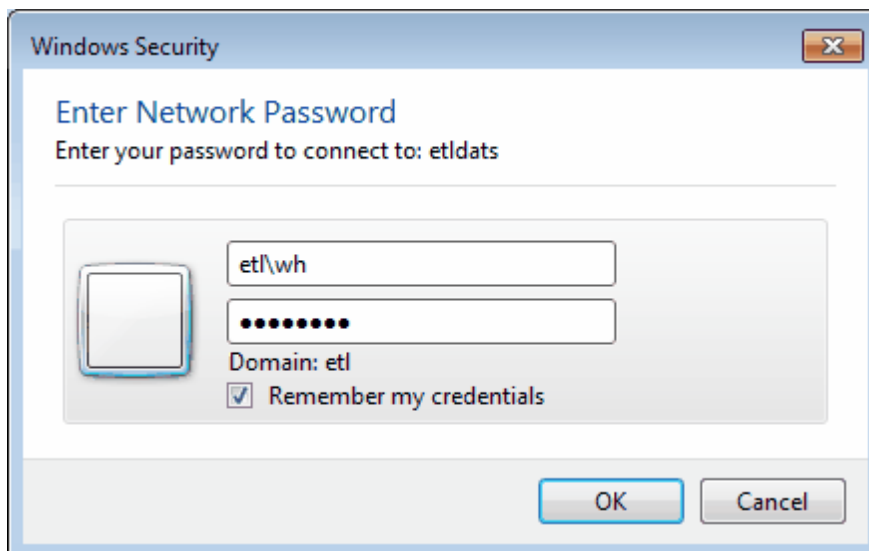 Windows Security
Enter Network Password
Enter your password to connect to: etldats
etl\wh
●●●●●●●●
Domain: etl
Remember my credentials
OK
Cancel